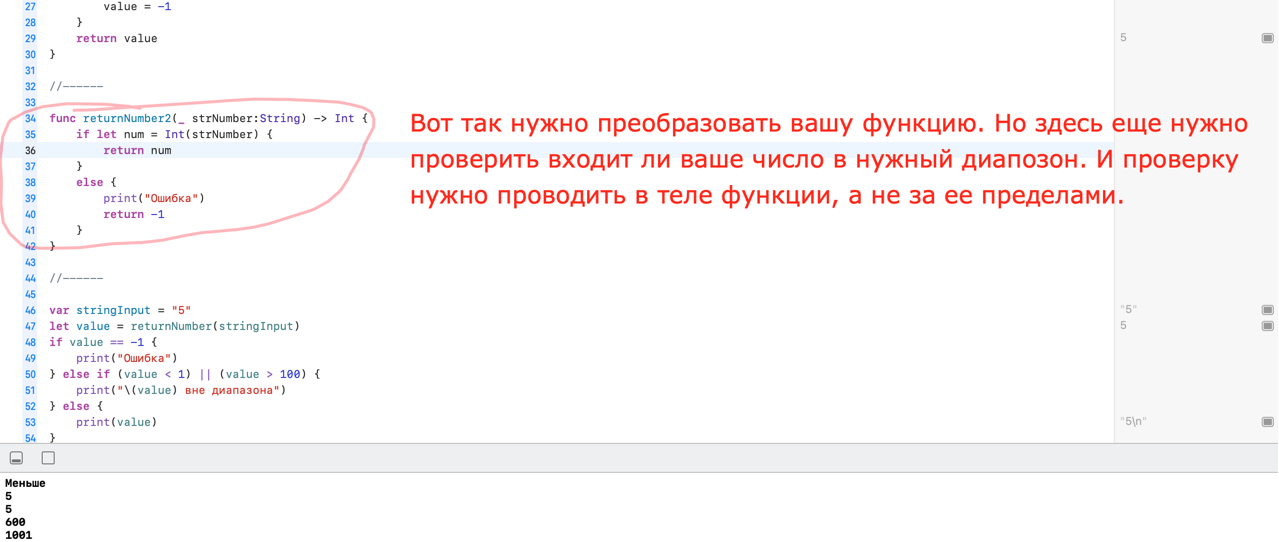 27 value = -1
28 }
29 return value 5
30 }
31
32 //------
33
34 func returnNumber2(_ strNumber:String) -> Int {
35 if let num = Int(strNumber) {
36 return num
37 }
38 else {
39 print("Ошибка")
40 return -1
41 }
42 }
43
44 //------
45
46 var stringInput = "5" "5"
47 let value = returnNumber(stringInput) 5
48 if value == -1 {
49 print("Ошибка")
50 } else if (value < 1) || (value > 100) {
51 print("\(value) вне диапазона")
52 } else {
53 print(value) "5\n"
54 }
Вот так нужно преобразовать вашу функцию. Но здесь еще нужно
проверить входит ли ваше число в нужный диапозон. И проверку
нужно проводить в теле функции, а не за ее пределами.
Меньше
5
5
600
1001